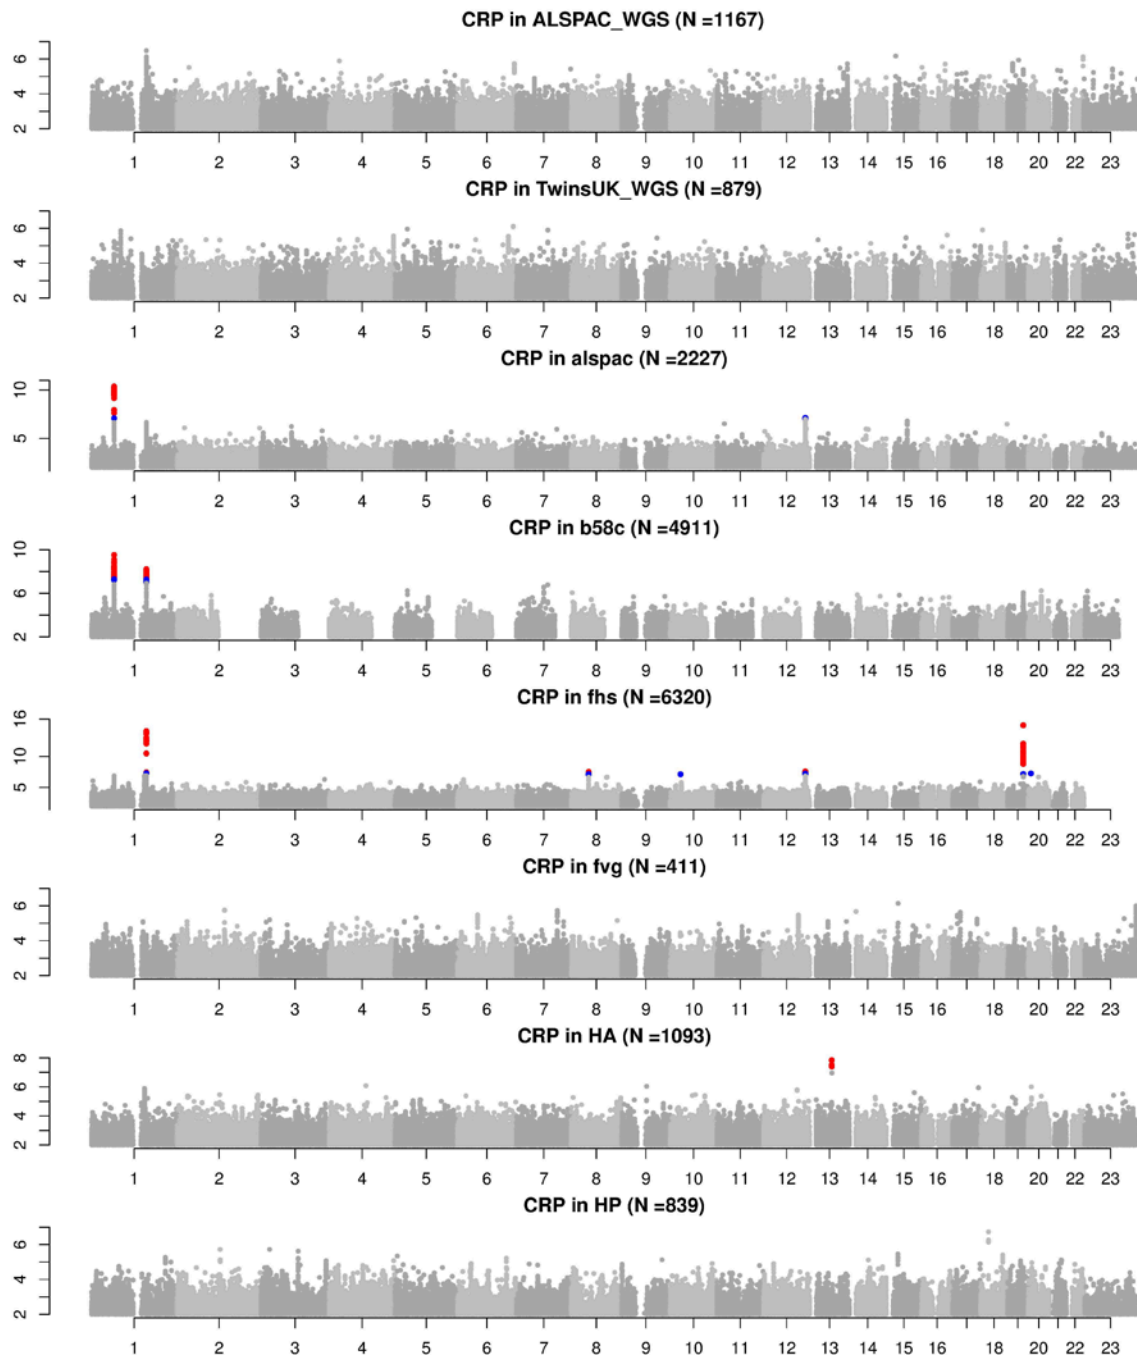 CRP in ALSPAC_WGS (N =1167)
2 4 6
1 2 3 4 5 6 7 8 9 10 11 12 13 14 15 16 18 20 22 23
CRP in TwinsUK_WGS (N =879)
2 4 6
1 2 3 4 5 6 7 8 9 10 11 12 13 14 15 16 18 20 22 23
CRP in alspac (N =2227)
5 10
1 2 3 4 5 6 7 8 9 10 11 12 13 14 15 16 18 20 22 23
CRP in b58c (N =4911)
2 6 10
1 2 3 4 5 6 7 8 9 10 11 12 13 14 15 16 18 20 22 23
CRP in fhs (N =6320)
5 10 16
1 2 3 4 5 6 7 8 9 10 11 12 13 14 15 16 18 20 22 23
CRP in fvg (N =411)
2 4 6
1 2 3 4 5 6 7 8 9 10 11 12 13 14 15 16 18 20 22 23
CRP in HA (N =1093)
2 4 6 8
1 2 3 4 5 6 7 8 9 10 11 12 13 14 15 16 18 20 22 23
CRP in HP (N =839)
2 4 6
1 2 3 4 5 6 7 8 9 10 11 12 13 14 15 16 18 20 22 23